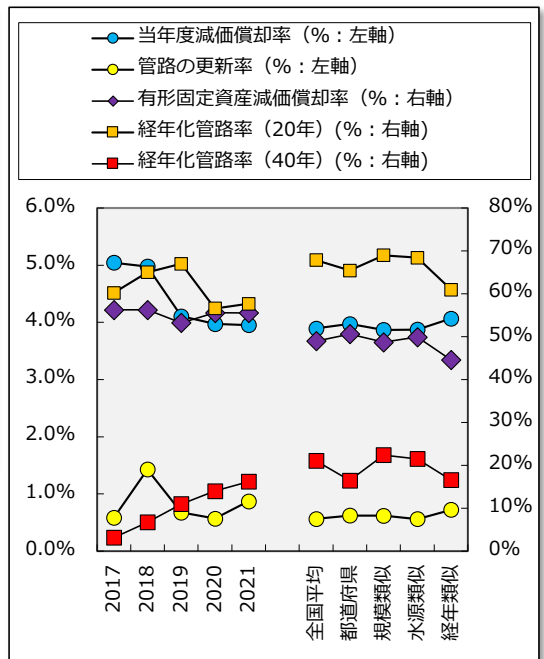 当年度減価償却率（%：左軸）
管路の更新率（%：左軸）
有形固定資産減価償却率（%：右軸）
経年化管路率（20年）(%：右軸)
経年化管路率（40年）(%：右軸)
6.0%
5.0%
4.0%
3.0%
2.0%
1.0%
0.0%
80%
70%
60%
50%
40%
30%
20%
10%
0%
2017
2018
2019
2020
2021
全国平均
都道府県
規模類似
水源類似
経年類似